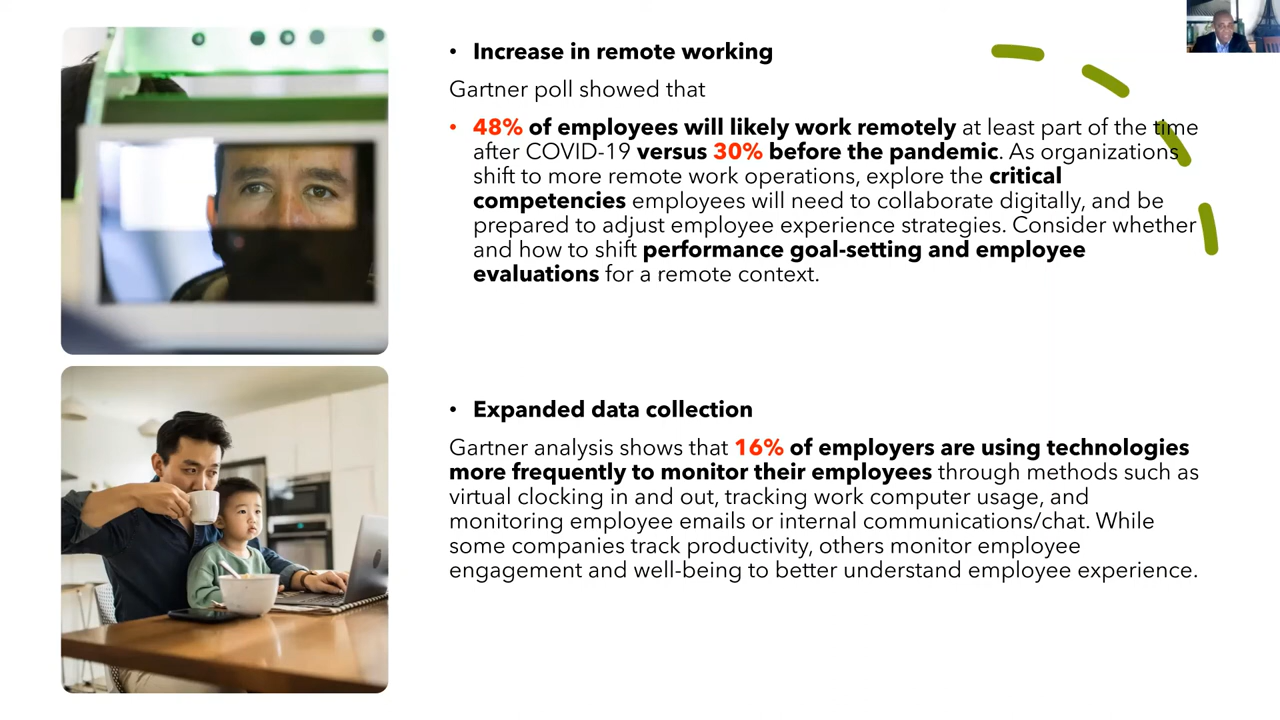 • Increase in remote working
Gartner poll showed that
• 48% of employees will likely work remotely at least part of the time
after COVID-19 versus 30% before the pandemic. As organizations
shift to more remote work operations, explore the critical
competencies employees will need to collaborate digitally, and be
prepared to adjust employee experience strategies. Consider whether
and how to shift performance goal-setting and employee
evaluations for a remote context.
• Expanded data collection
Gartner analysis shows that 16% of employers are using technologies
more frequently to monitor their employees through methods such as
virtual clocking in and out, tracking work computer usage, and
monitoring employee emails or internal communications/chat. While
some companies track productivity, others monitor employee
engagement and well-being to better understand employee experience.